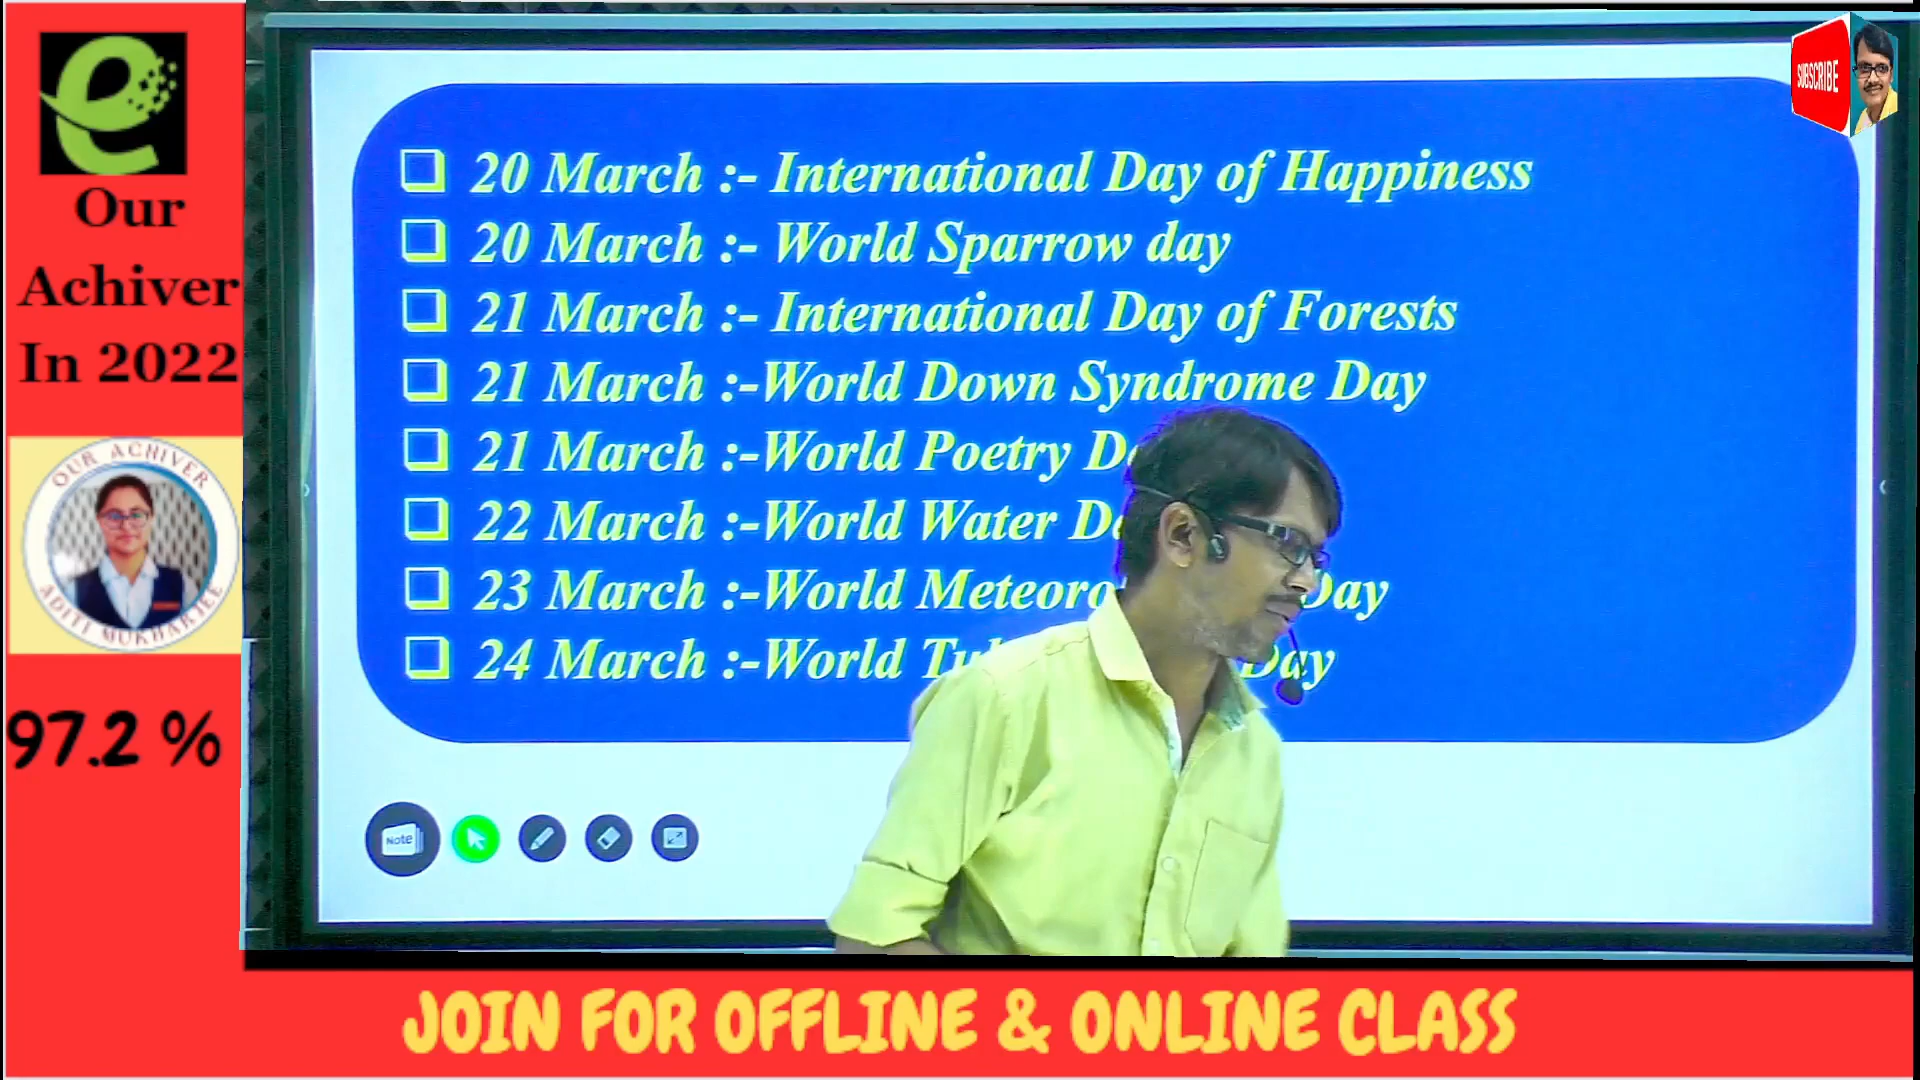 Our
Achiver
In 2022
OUR ACHIVER
ADITI MUKHARJEE
97.2 %
SUBSCRIBE
20 March :- International Day of Happiness
20 March :- World Sparrow day
21 March :- International Day of Forests
21 March :-World Down Syndrome Day
21 March :-World Poetry
22 March :-World Water
23 March :-World Day
24 March :-World Day
Note
JOIN FOR OFFLINE & ONLINE CLASS